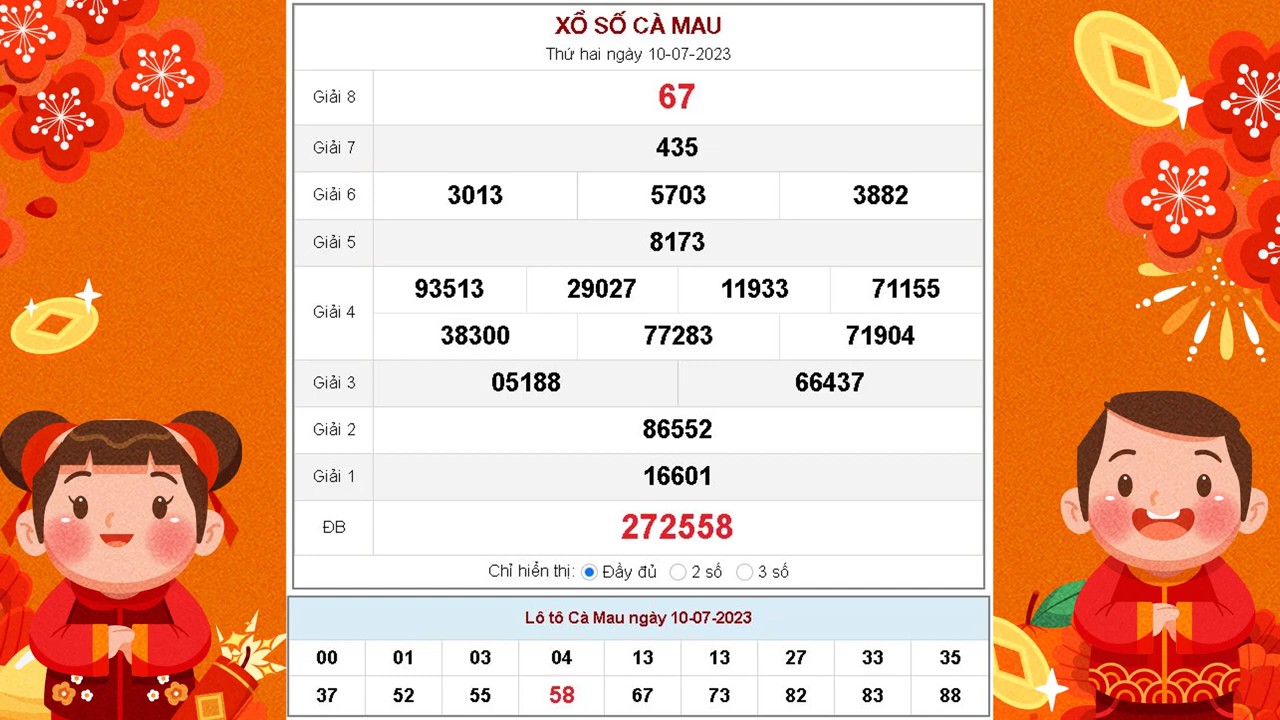 XỔ SỐ CÀ MAU
Thứ hai ngày 10-07-2023
Giải 8 67
Giải 7 435
Giải 6 3013 5703 3882
Giải 5 8173
Giải 4 93513 29027 11933 71155
38300 77283 71904
Giải 3 05188 66437
Giải 2 86552
Giải 1 16601
ĐB 272558
Chỉ hiển thị: Đầy đủ 2 số 3 số
Lô tô Cà Mau ngày 10-07-2023
00 01 03 04 13 13 27 33 35
37 52 55 58 67 73 82 83 88